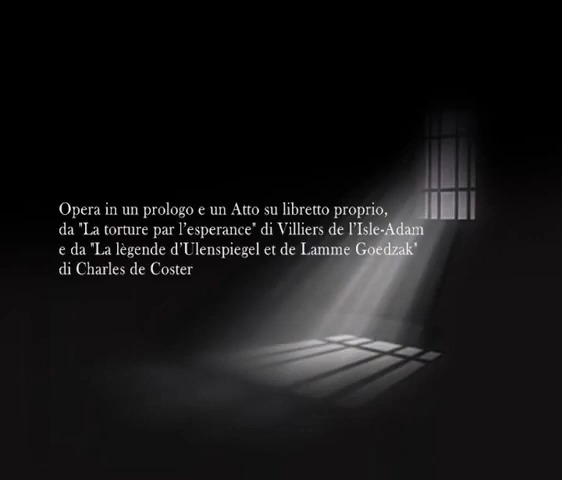 Opera in un prologo e un Atto su libretto proprio,
da "La torture par l'esperance" di Villiers de l'Isle-Adam
e da "La lègende d'Ulenspiegel et de Lamme Goedzak"
di Charles de Coster